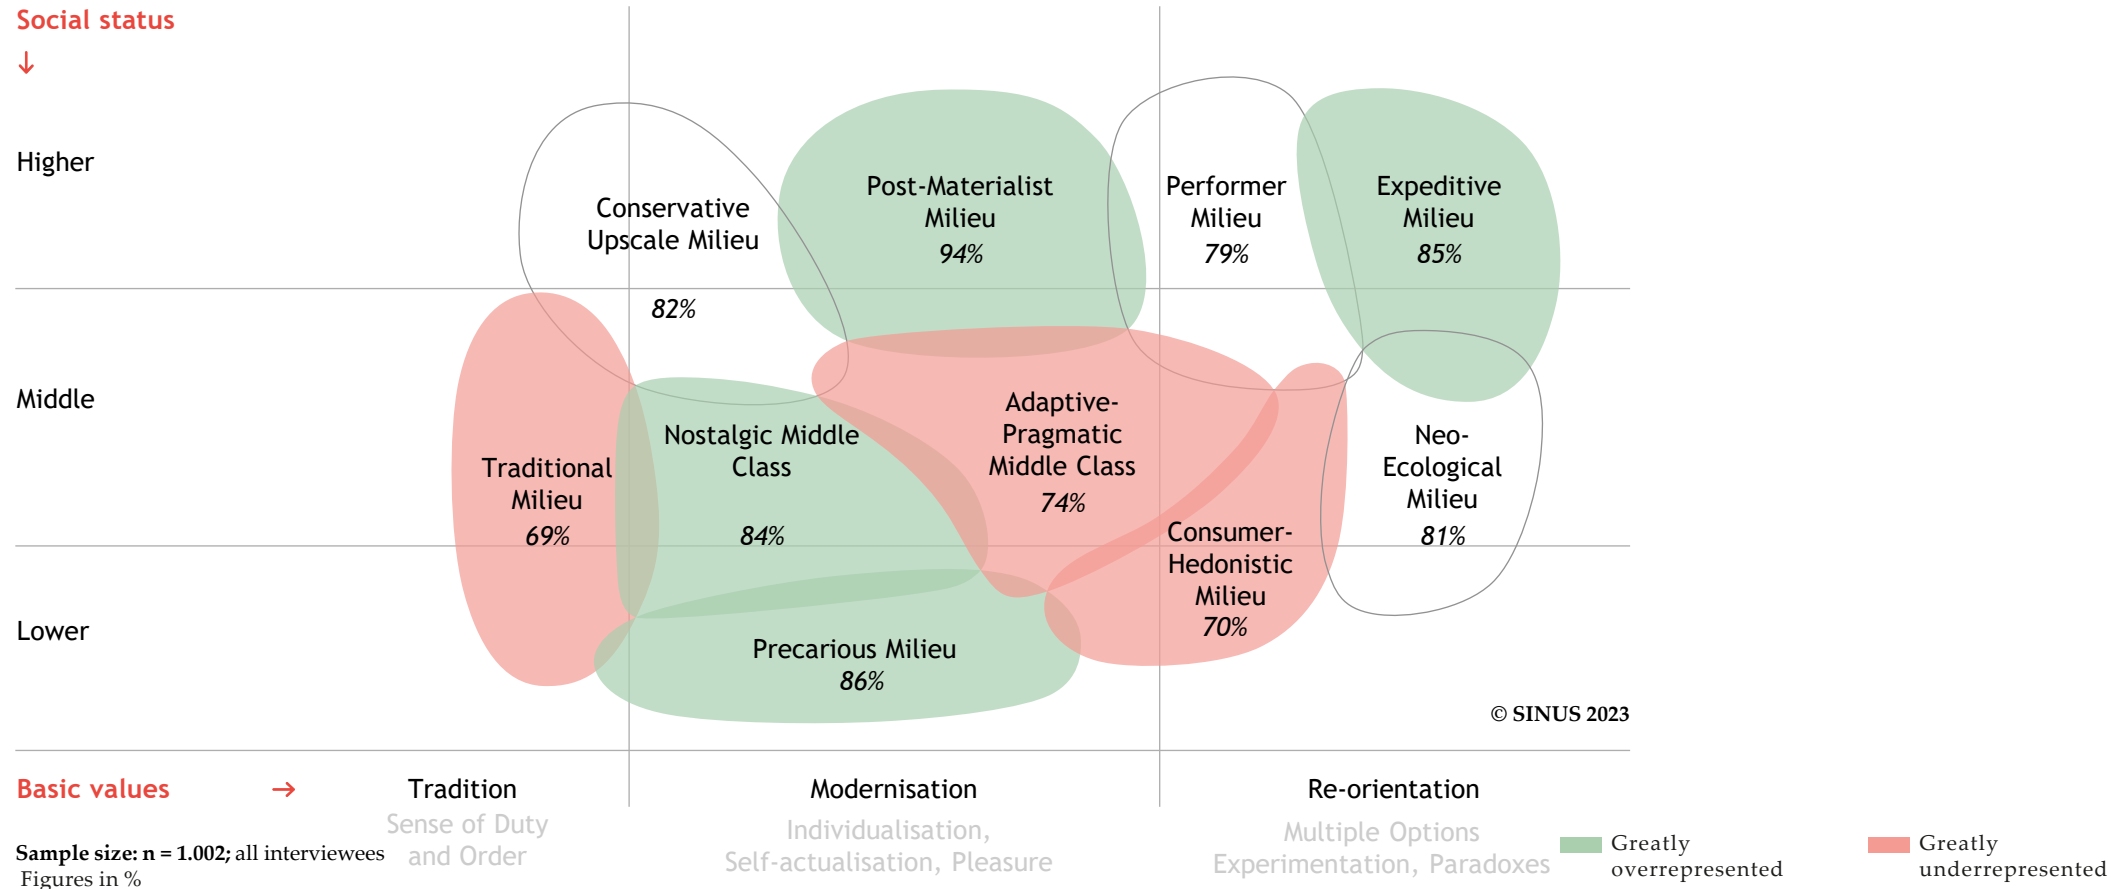 Social status
↓
Higher
Conservative
Upscale Milieu
82%
Post-Materialist
Milieu
94%
Performer
Milieu
79%
Expeditive
Milieu
85%
Middle
Traditional
Milieu
69%
Nostalgic Middle
Class
84%
Adaptive-
Pragmatic
Middle Class
74%
Consumer-
Hedonistic
Milieu
70%
Neo-
Ecological
Milieu
81%
Lower
Precarious Milieu
86%
© SINUS 2023
Basic values →
Tradition
Sense of Duty
and Order
Modernisation
Individualisation,
Self-actualisation, Pleasure
Re-orientation
Multiple Options
Experimentation, Paradoxes
Sample size: n = 1.002; all interviewees
Figures in %
Greatly
overrepresented
Greatly
underrepresented